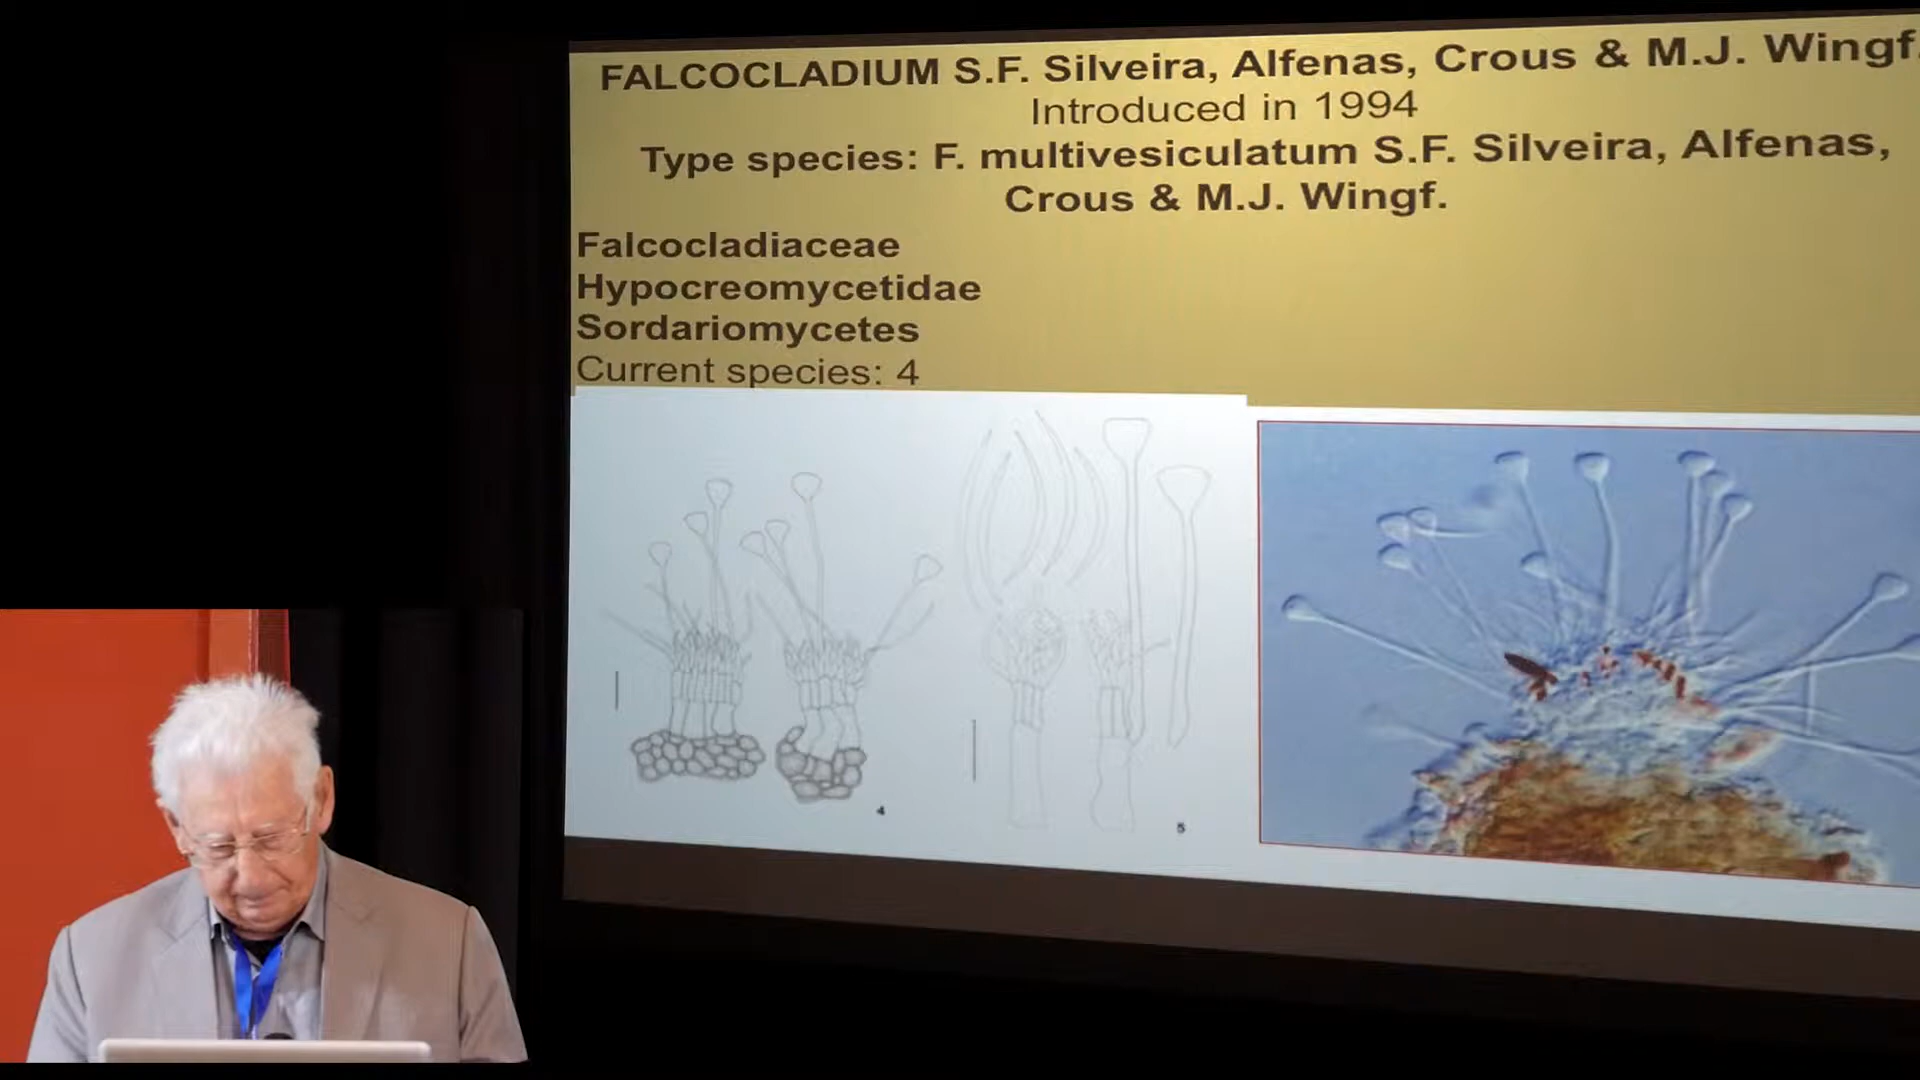 FALCOCLADIUM S.F. Silveira, Alfenas, Crous & M.J. Wingf.
Introduced in 1994
Type species: F. multivesiculatum S.F. Silveira, Alfenas,
Crous & M.J. Wingf.
Falcocladiaceae
Hypocreomycetidae
Sordariomycetes
Current species: 4
4
5